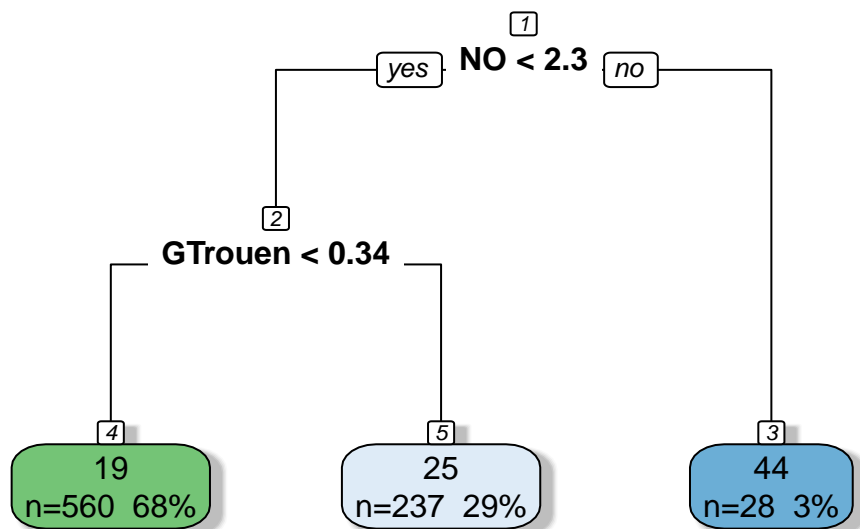 1
yes NO < 2.3 no
2
GTrouen < 0.34
4 5 3
19
n=560 68%
25
n=237 29%
44
n=28 3%